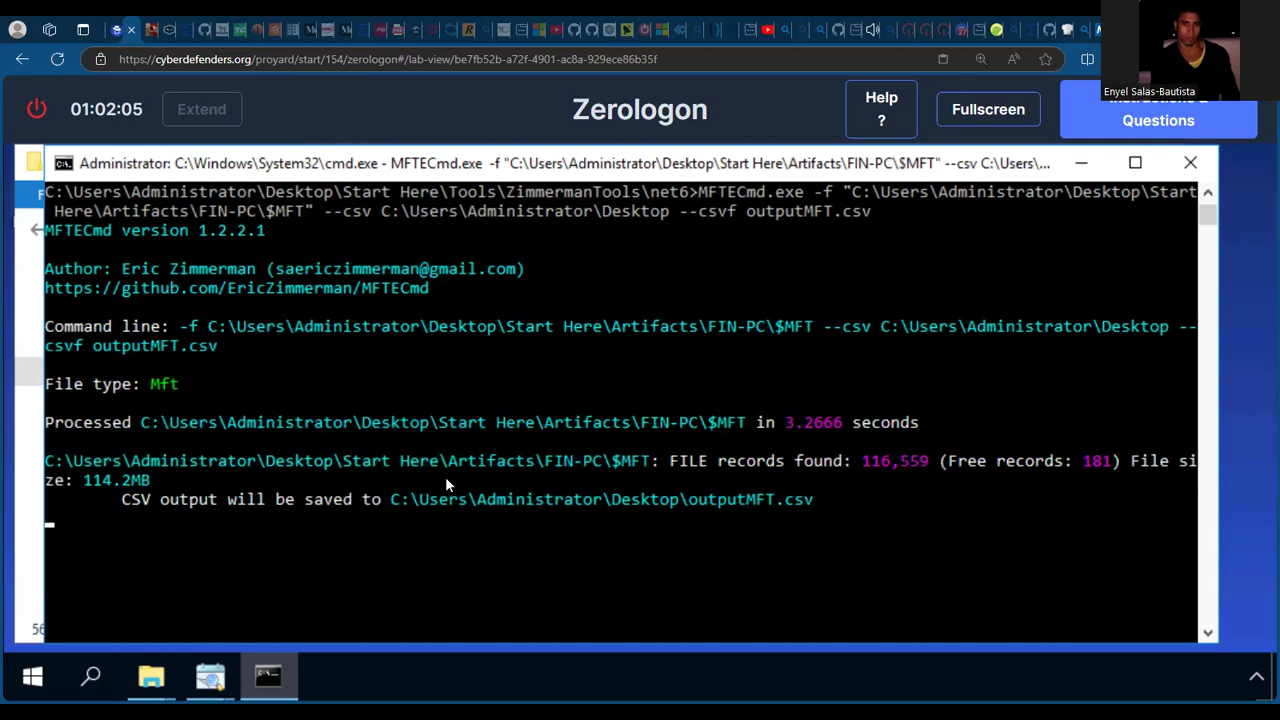 https://cyberdefenders.org/proyard/start/154/zerologon#/lab-view/be7fb52b-a72f-4901-ac8a-929ece86b35f
Enyel Salas-Bautista
01:02:05
Extend
Zerologon
Help
?
Fullscreen
Questions
Administrator: C:\Windows\System32\cmd.exe - MFTECmd.exe -f "C:\Users\Administrator\Desktop\Start Here\Artifacts\FIN-PC\$MFT" --csv C:\Users\...
C:\Users\Administrator\Desktop\Start Here\Tools\ZimmermanTools\net6>MFTECmd.exe -f "C:\Users\Administrator\Desktop\Start
Here\Artifacts\FIN-PC\$MFT" --csv C:\Users\Administrator\Desktop --csvf outputMFT.csv
MFTECmd version 1.2.2.1
Author: Eric Zimmerman (saericzimmerman@gmail.com)
https://github.com/EricZimmerman/MFTECmd
Command line: -f C:\Users\Administrator\Desktop\Start Here\Artifacts\FIN-PC\$MFT --csv C:\Users\Administrator\Desktop --
csvf outputMFT.csv
File type: Mft
Processed C:\Users\Administrator\Desktop\Start Here\Artifacts\FIN-PC\$MFT in 3.2666 seconds
C:\Users\Administrator\Desktop\Start Here\Artifacts\FIN-PC\$MFT: FILE records found: 116,559 (Free records: 181) File si
ze: 114.2MB
CSV output will be saved to C:\Users\Administrator\Desktop\outputMFT.csv